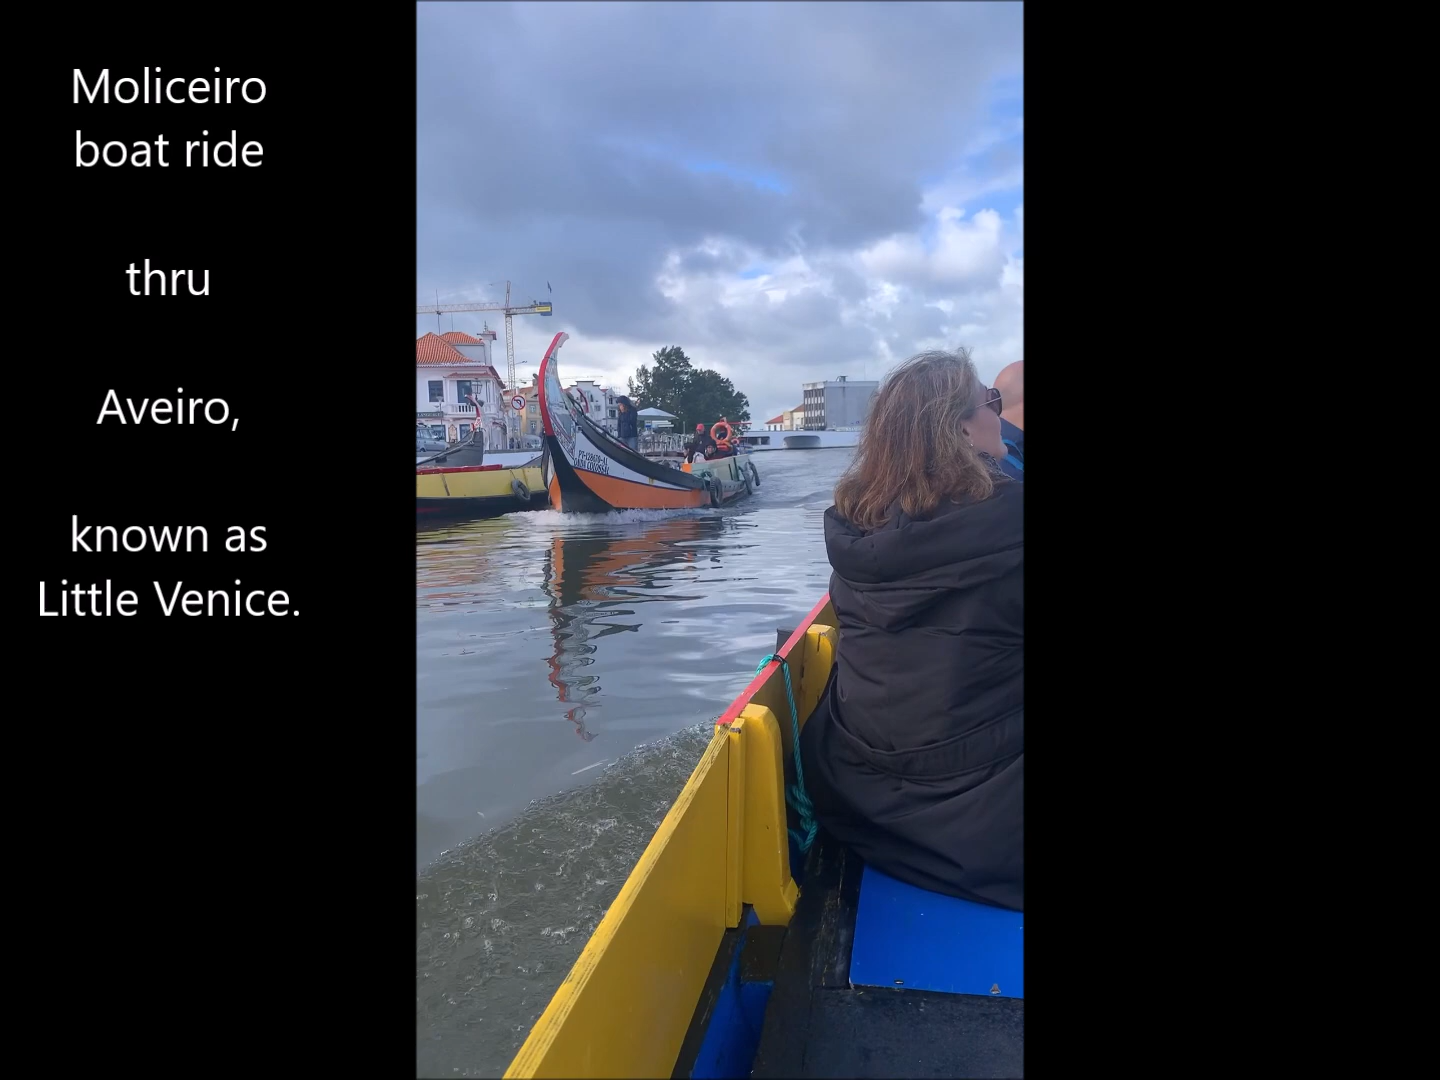 Moliceiro
boat ride
thru
Aveiro,
known as
Little Venice.